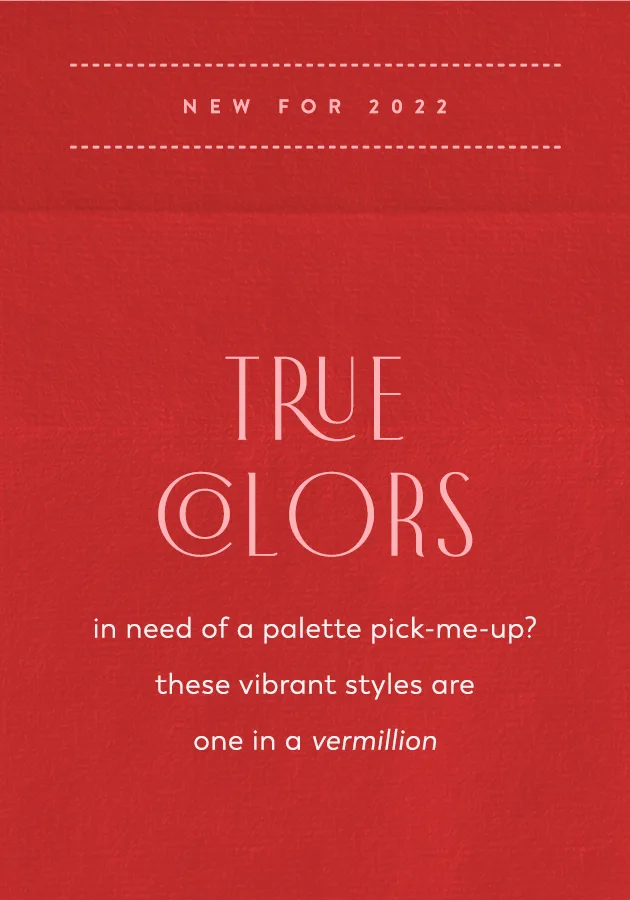 NEW FOR 2022
TRUE
COLORS
in need of a palette pick-me-up?
these vibrant styles are
one in a vermillion